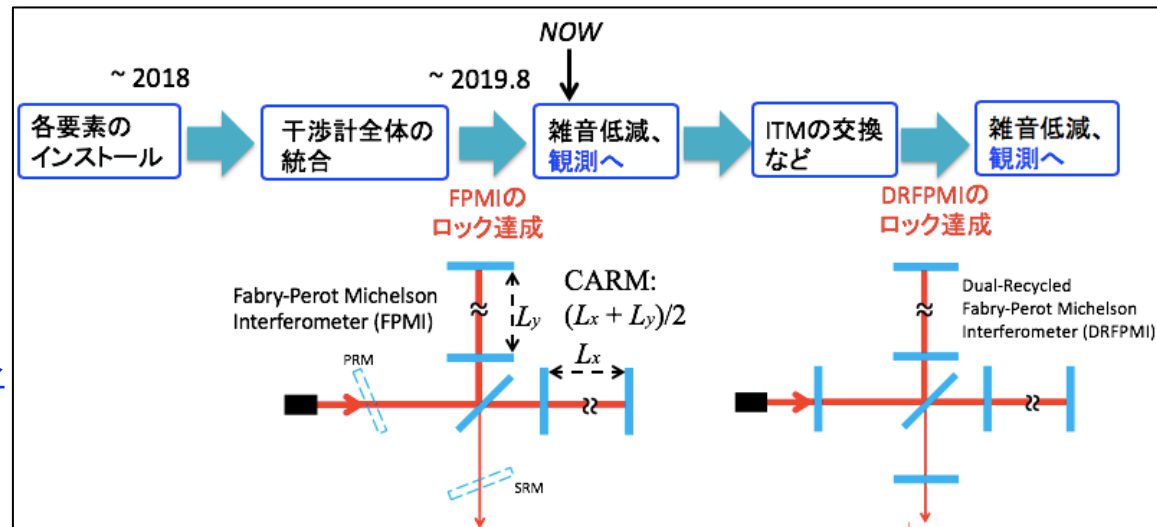 NOW
~ 2018
~ 2019.8
各要素の
インストール
干渉計全体の
統合
雑音低減、
観測へ
ITMの交換
など
雑音低減、
観測へ
FPMIの
ロック達成
DRFPMIの
ロック達成
Fabry-Perot Michelson
Interferometer (FPMI)
CARM:
(Lx + Ly)/2
Ly
Lx
PRM
SRM
Dual-Recycled
Fabry-Perot Michelson
Interferometer (DRFPMI)